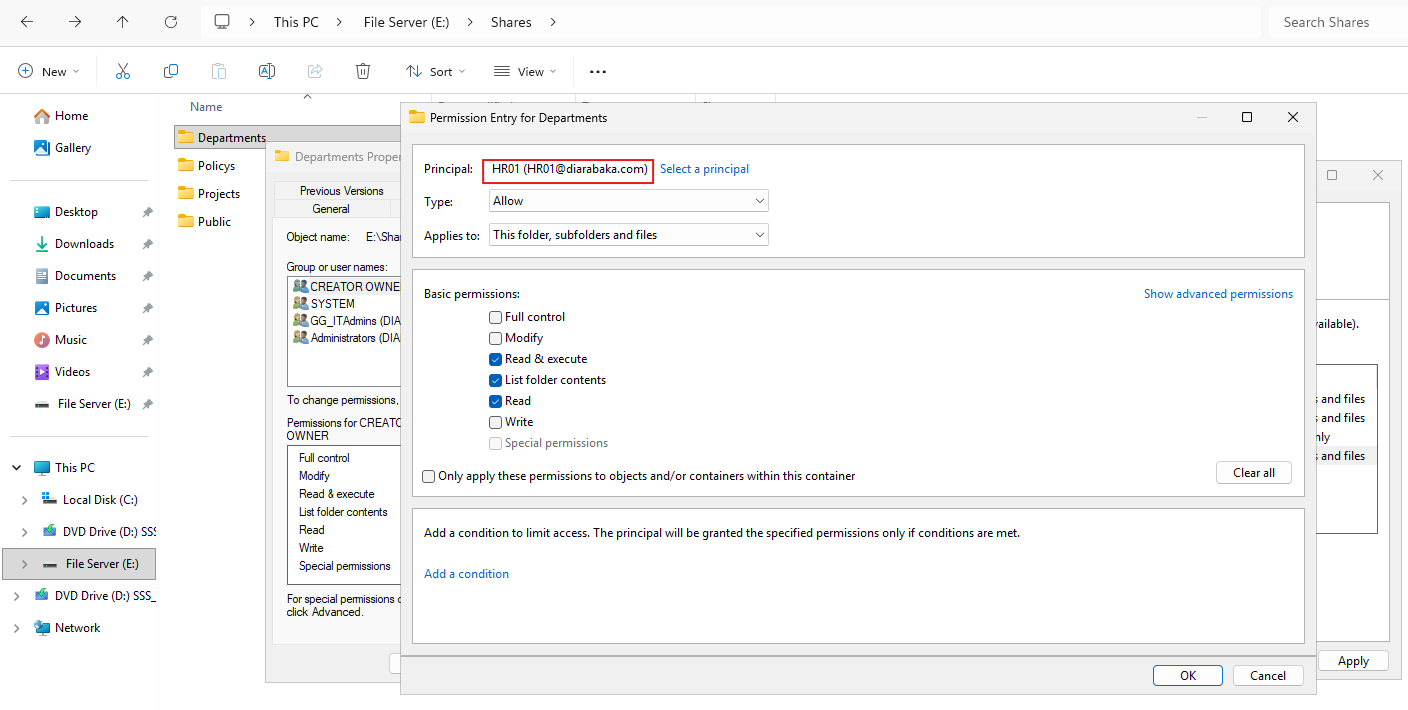 This PC
File Server (E:)
Shares
Search Shares
New
Sort
View
Home
Gallery
Desktop
Downloads
Documents
Pictures
Music
Videos
File Server (E:)
This PC
Local Disk (C:)
DVD Drive (D:) SSS
File Server (E:)
DVD Drive (D:) SSS_
Network
Name
Departments
Policys
Projects
Public
Departments Proper
Previous Versions
General
Object name: E:\Shar
Group or user names:
CREATOR OWNE
SYSTEM
GG_ITAdmins (DIA
Administrators (DIA
To change permissions,
Permissions for CREATO
OWNER
Full control
Modify
Read & execute
List folder contents
Read
Write
Special permissions
For special permissions o
click Advanced.
Permission Entry for Departments
Principal: HR01 (HR01@diarabaka.com) Select a principal
Type: Allow
Applies to: This folder, subfolders and files
Basic permissions:
Show advanced permissions
Full control
Modify
Read & execute
List folder contents
Read
Write
Special permissions
Only apply these permissions to objects and/or containers within this container
Clear all
Add a condition to limit access. The principal will be granted the specified permissions only if conditions are met.
Add a condition
OK
Cancel
ailable).
s and files
s and files
nly
s and files
Apply